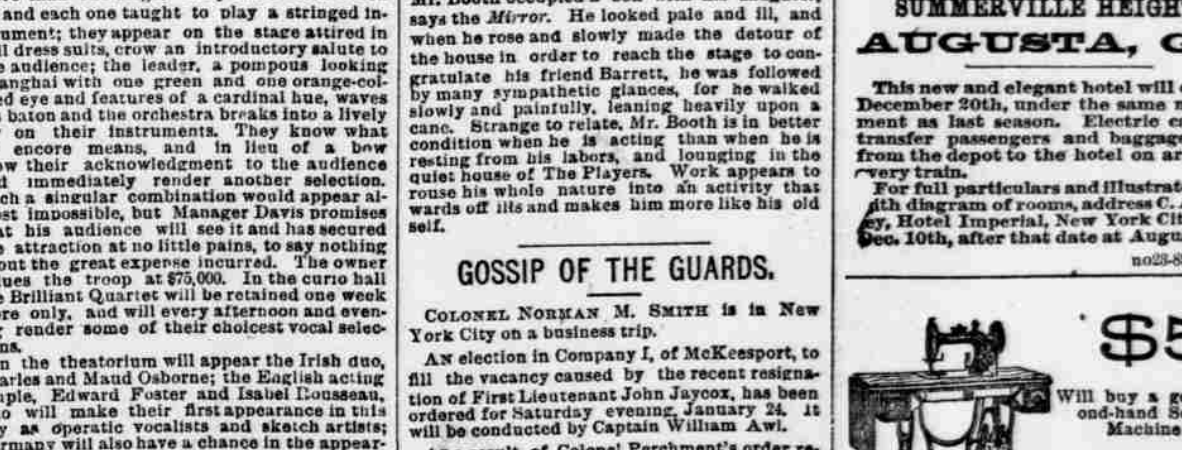 and each one taught to play a stringed in-
ument; they appear on the stage attired in
ll dress suits, crow an introductory salute to
e audience; the leader, a pompous looking
anghai with one green and one orange-col-
ed eye and features of a cardinal hue, waves
baton and the orchestra breaks into a lively
on their instruments. They know what
encore means, and in lieu of a bow
ow their acknowledgment to the audience
d immediately render another selection.
ch a singular combination would appear al-
ost impossible, but Manager Davis promises
at his audience will see it and has secured
e attraction at no little pains, to say nothing
out the great expense incurred. The owner
lues the troop at $75,000. In the curio hall
e Brilliant Quartet will be retained one week
ore only, and will every afternoon and even-
g render some of their choicest vocal selec-
ns.
n the theatorium will appear the Irish duo,
arles and Maud Osborne; the English acting
uple, Edward Foster and Isabel Rousseau,
o will make their first appearance in this
y as operatic vocalists and sketch artists;
ermany will also have a chance in the appear-
says the Mirror. He looked pale and ill, and
when he rose and slowly made the detour of
the house in order to reach the stage to con-
gratulate his friend Barrett, he was followed
by many sympathetic glances, for he walked
slowly and painfully, leaning heavily upon a
cane. Strange to relate, Mr. Booth is in better
condition when he is acting than when he is
resting from his labors, and lounging in the
quiet house of The Players. Work appears to
rouse his whole nature into an activity that
wards off ills and makes him more like his old
self.
GOSSIP OF THE GUARDS.
COLONEL NORMAN M. SMITH is in New
York City on a business trip.
AN election in Company I, of McKeesport, to
fill the vacancy caused by the recent resigna-
tion of First Lieutenant John Jaycox, has been
ordered for Saturday evening, January 24. It
will be conducted by Captain William Awl.
result of Colonel Parchment's order re-
SUMMERVILLE HEIGH
AUGUSTA, G
This new and elegant hotel will
December 20th, under the same m
ment as last season. Electric ca
transfer passengers and baggage
from the depot to the hotel on ar
every train.
For full particulars and illustrate
ith diagram of rooms, address C. A
ey, Hotel Imperial, New York Cit
Dec. 10th, after that date at Augu
no23-8
$5
Will buy a g
ond-hand S
Machine